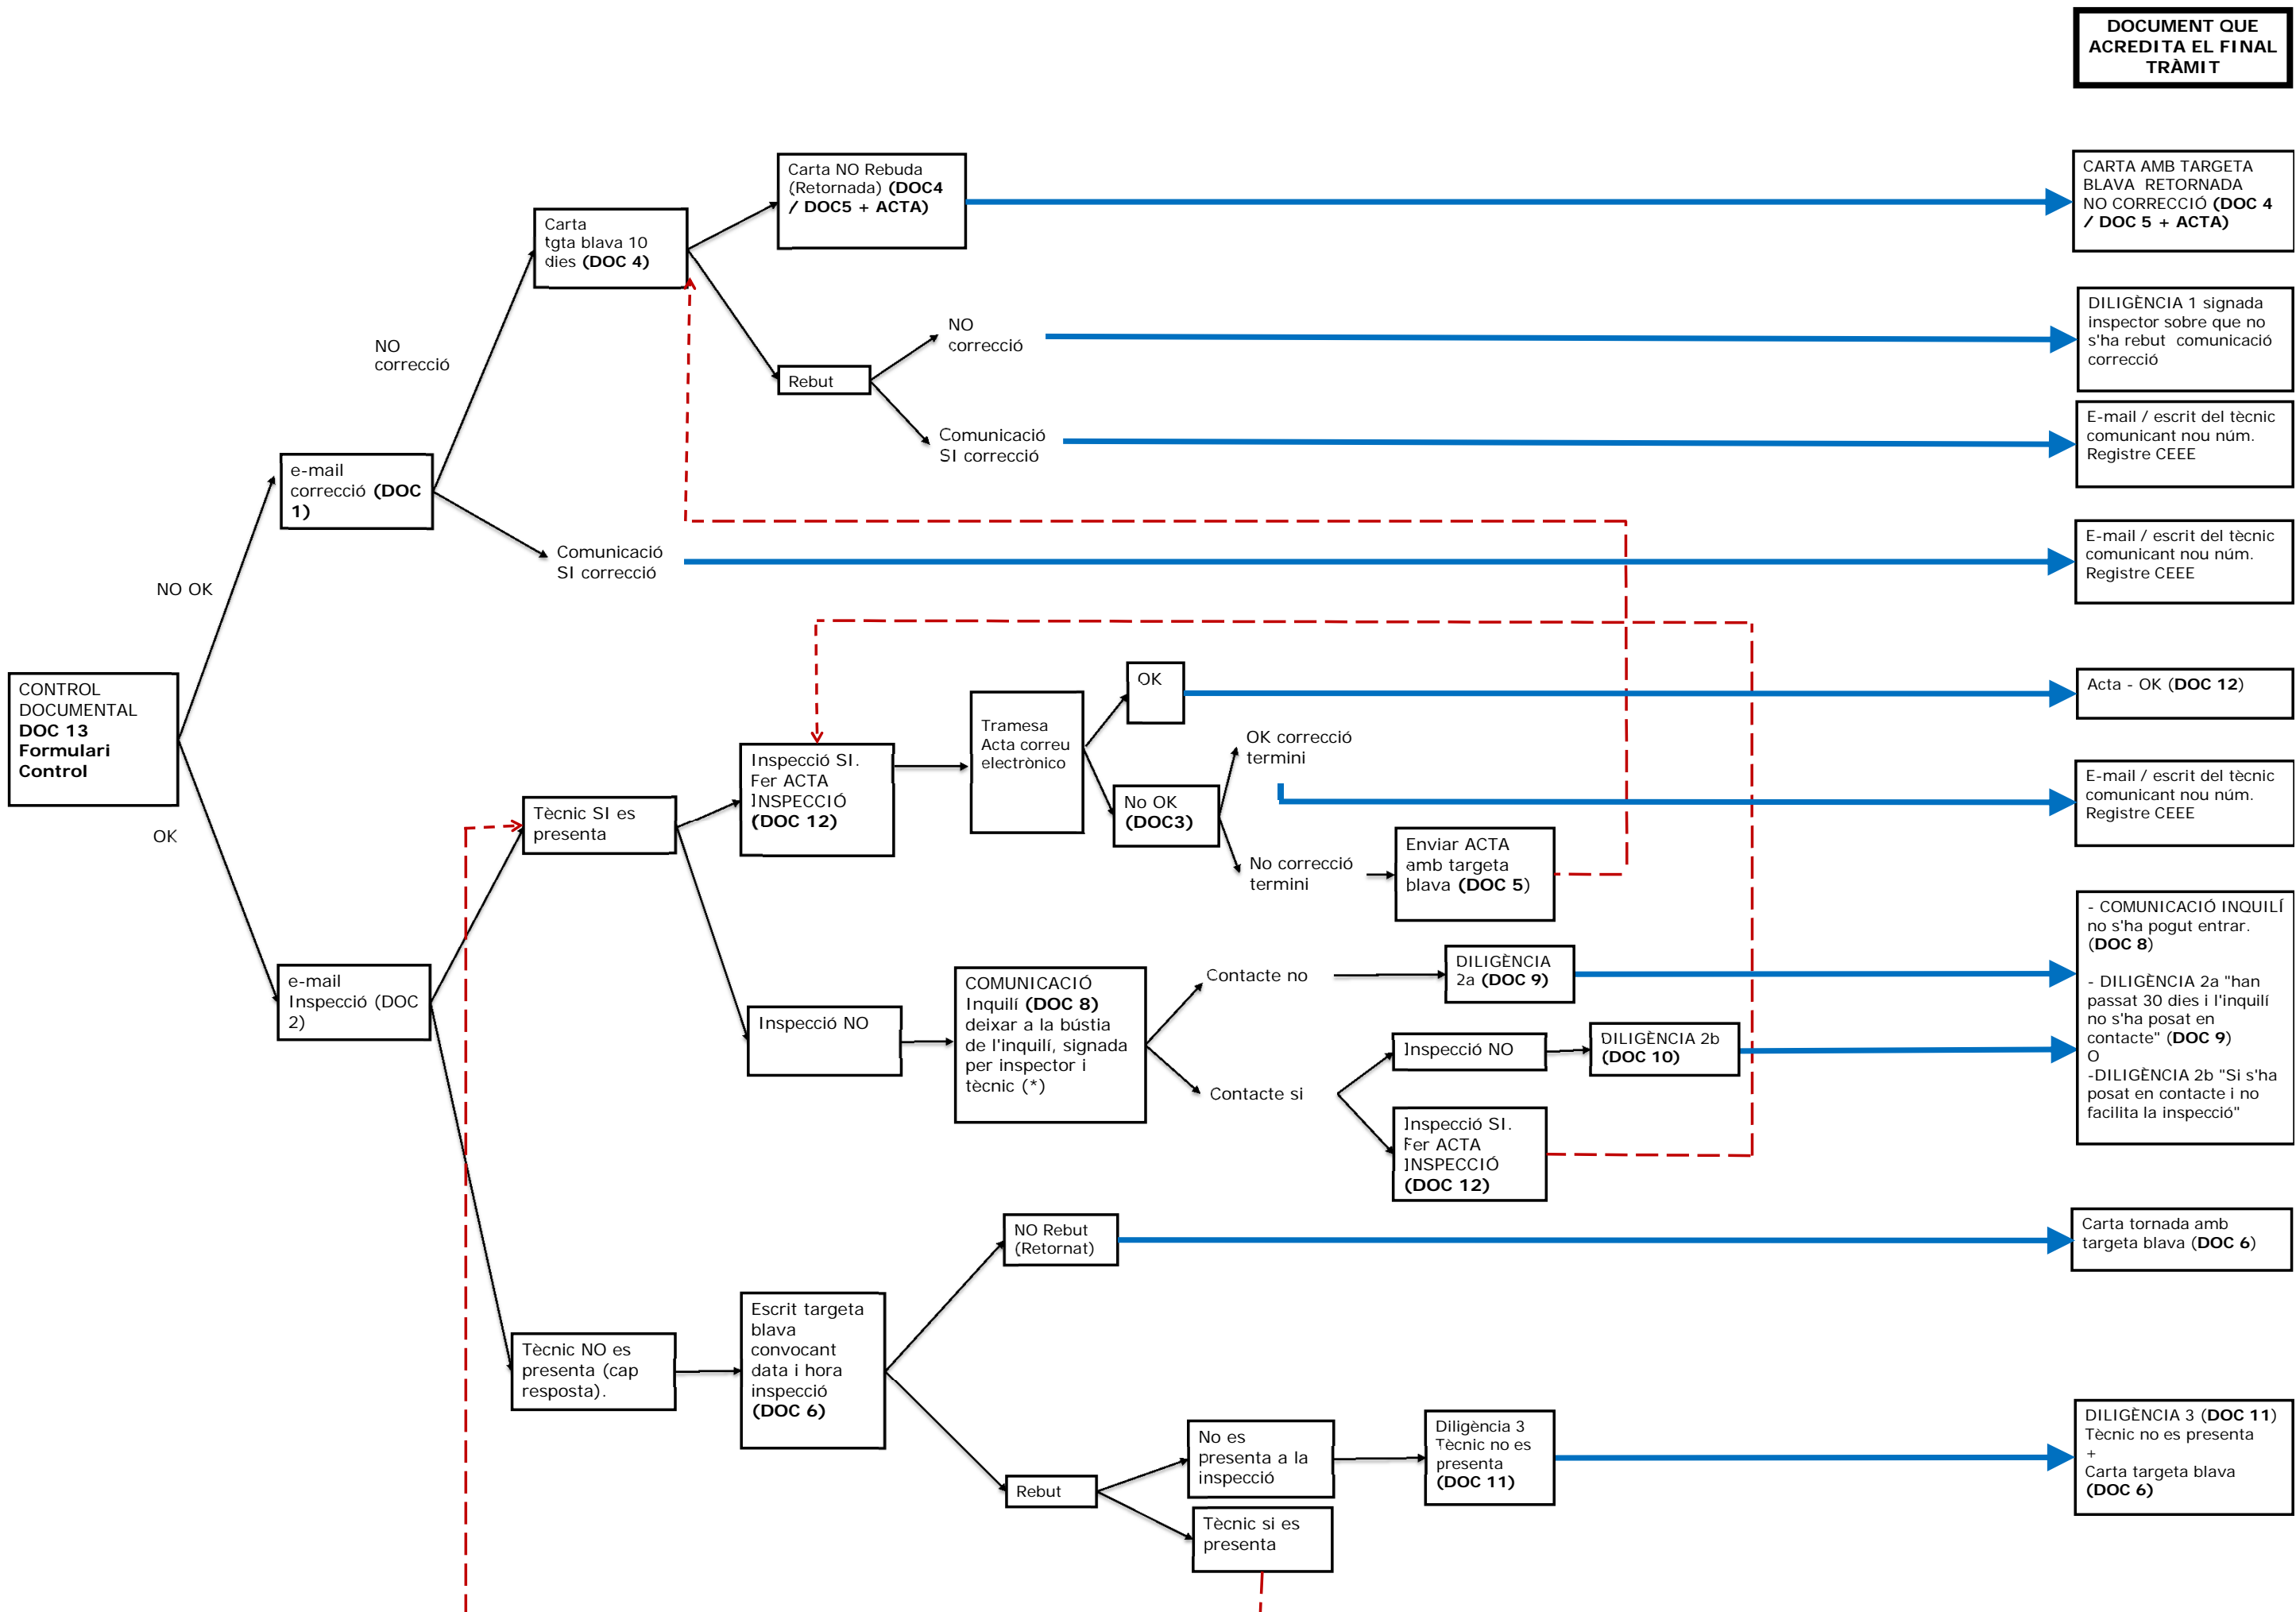 DOCUMENT QUE
ACREDITA EL FINAL
TRÀMIT
Carta NO Rebuda
(Retornada) (DOC4
/ DOC5 + ACTA)
CARTA AMB TARGETA
BLAVA RETORNADA
NO CORRECCIÓ (DOC 4
/ DOC 5 + ACTA)
Carta
tgta blava 10
dies (DOC 4)
NO
correcció
NO
correcció
Rebut
DILIGÈNCIA 1 signada
inspector sobre que no
s'ha rebut comunicació
correcció
Comunicació
SI correcció
E-mail / escrit del tècnic
comunicant nou núm.
Registre CEEE
e-mail
correcció (DOC
1)
Comunicació
SI correcció
E-mail / escrit del tècnic
comunicant nou núm.
Registre CEEE
NO OK
CONTROL
DOCUMENTAL
DOC 13
Formulari
Control
OK
OK
Acta - OK (DOC 12)
Tramesa
Acta correu
electrònico
Inspecció SI.
Fer ACTA
INSPECCIÓ
(DOC 12)
OK correcció
termini
E-mail / escrit del tècnic
comunicant nou núm.
Registre CEEE
No OK
(DOC3)
Tècnic SI es
presenta
No correcció
termini
Enviar ACTA
amb targeta
blava (DOC 5)
e-mail
Inspecció (DOC
2)
Inspecció NO
COMUNICACIÓ
Inquilí (DOC 8)
deixar a la bústia
de l'inquilí, signada
per inspector i
tècnic (*)
Contacte no
DILIGÈNCIA
2a (DOC 9)
Contacte si
Inspecció NO
DILIGÈNCIA 2b
(DOC 10)
Inspecció SI.
Fer ACTA
INSPECCIÓ
(DOC 12)
- COMUNICACIÓ INQUILÍ
no s'ha pogut entrar.
(DOC 8)
- DILIGÈNCIA 2a "han
passat 30 dies i l'inquilí
no s'ha posat en
contacte" (DOC 9)
O
-DILIGÈNCIA 2b "Si s'ha
posat en contacte i no
facilita la inspecció"
NO Rebut
(Retornat)
Carta tornada amb
targeta blava (DOC 6)
Tècnic NO es
presenta (cap
resposta).
Escrit targeta
blava
convocant
data i hora
inspecció
(DOC 6)
Rebut
No es
presenta a la
inspecció
Diligència 3
Tècnic no es
presenta
(DOC 11)
DILIGÈNCIA 3 (DOC 11)
Tècnic no es presenta
+
Carta targeta blava
(DOC 6)
Tècnic si es
presenta